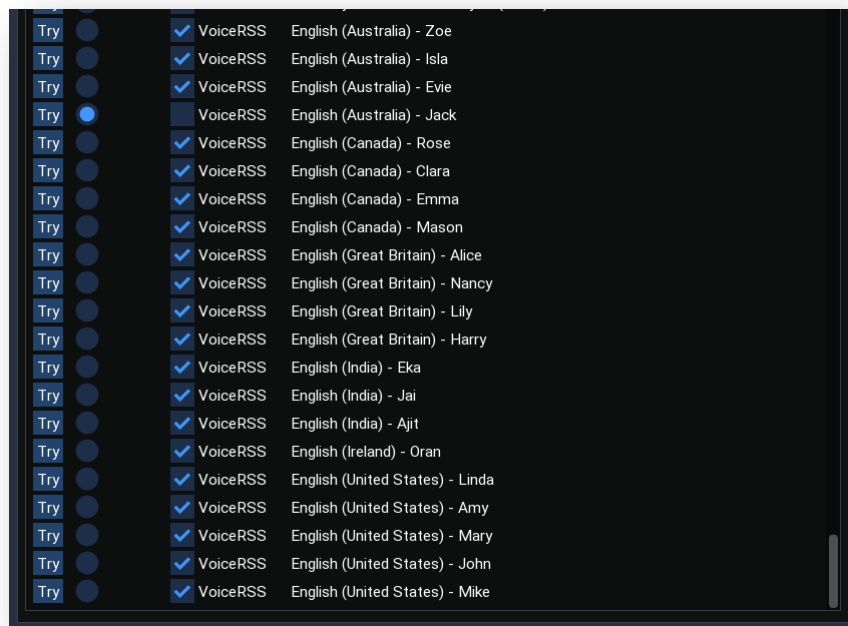 Try VoiceRSS English (Australia) - Zoe
Try VoiceRSS English (Australia) - Isla
Try VoiceRSS English (Australia) - Evie
Try VoiceRSS English (Australia) - Jack
Try VoiceRSS English (Canada) - Rose
Try VoiceRSS English (Canada) - Clara
Try VoiceRSS English (Canada) - Emma
Try VoiceRSS English (Canada) - Mason
Try VoiceRSS English (Great Britain) - Alice
Try VoiceRSS English (Great Britain) - Nancy
Try VoiceRSS English (Great Britain) - Lily
Try VoiceRSS English (Great Britain) - Harry
Try VoiceRSS English (India) - Eka
Try VoiceRSS English (India) - Jai
Try VoiceRSS English (India) - Ajit
Try VoiceRSS English (Ireland) - Oran
Try VoiceRSS English (United States) - Linda
Try VoiceRSS English (United States) - Amy
Try VoiceRSS English (United States) - Mary
Try VoiceRSS English (United States) - John
Try VoiceRSS English (United States) - Mike